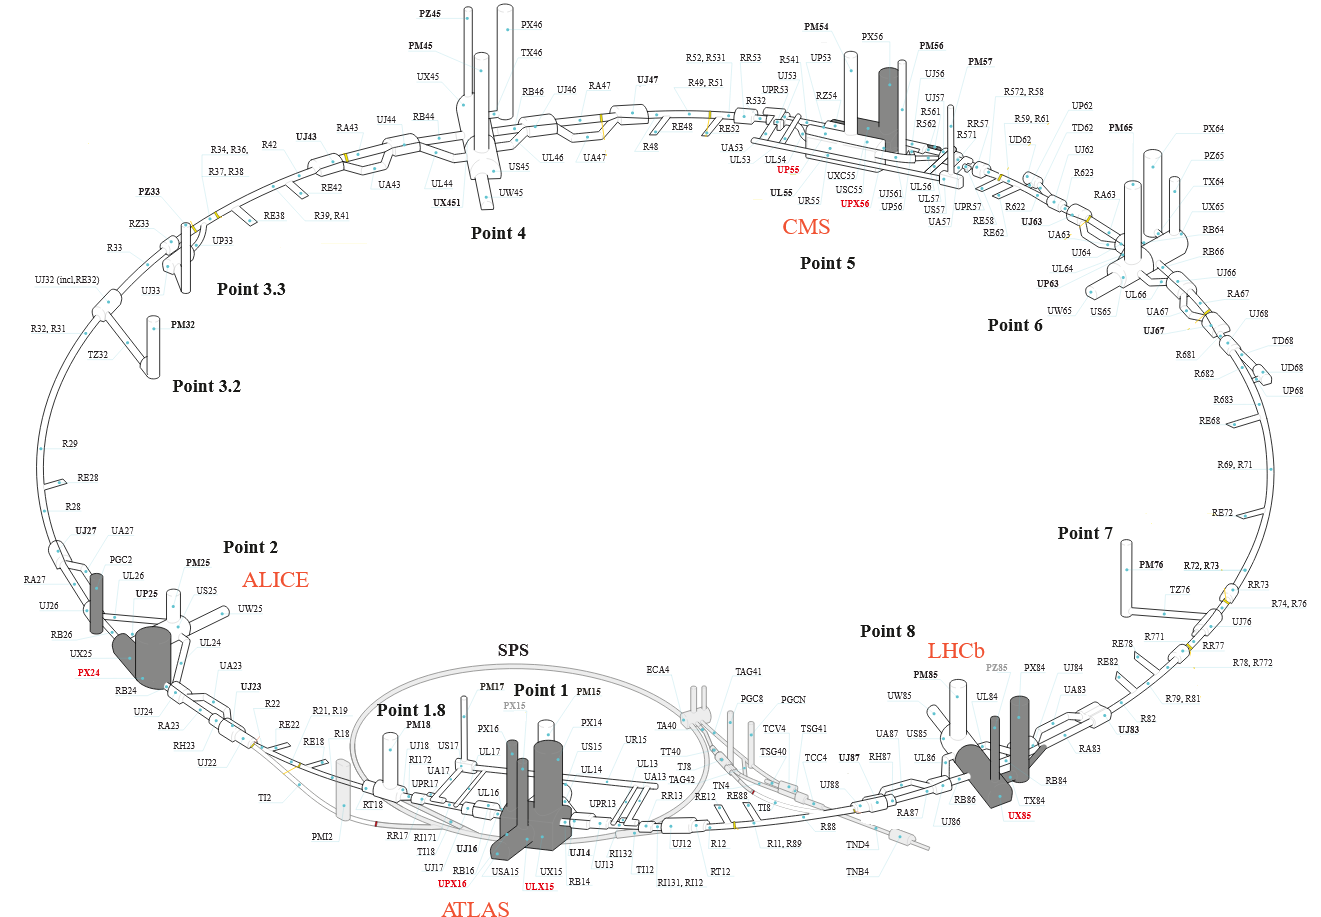 PZ45
PX46
PM45
TX46
UX45
RB46
UJ46
RA47
UJ47
RB44
UJ44
RA43
UJ43
R42
R34, R36,
R37, R38
PZ33
RZ33
R33
UJ32 (incl,RE32)
UJ33
UP33
RE38
R39, R41
RE42
UA43
UL44
UX451
UW45
US45
UL46
UA47
R48
RE48
Point 4
Point 3.3
R32, R31
TZ32
PM32
Point 3.2
R52, R531
RR53
R49, R51
R532
UPR53
UJ53
R541
UP53
RZ54
PM54
PX56
PM56
UJ56
PM57
UJ57
R561
R562
R571
RR57
R572, R58
R59, R61
UD62
UP62
TD62
UJ62
R623
PM65
PX64
PZ65
TX64
RA63
UX65
RB64
RB66
UJ66
RA67
UJ68
TD68
UD68
UP68
RE52
UA53
UL53
UL54
UP55
UL55
UR55
UXC55
USC55
UPX56
UJ561
UP56
UL56
UL57
US57
UA57
UPR57
RE58
RE62
R622
UJ63
UA63
UJ64
UL64
UP63
UW65
US65
UL66
UA67
UJ67
R681
R682
R683
RE68
R69, R71
RE72
CMS
Point 5
Point 6
R29
RE28
R28
UJ27
UA27
PGC2
UL26
UP25
PM25
US25
UW25
RA27
UJ26
RB26
UX25
PX24
RB24
UJ24
RA23
RH23
UJ22
UL24
UA23
UJ23
R22
RE22
R21, R19
RE18
R18
TI2
PMI2
Point 2
ALICE
Point 7
PM76
R72, R73
RR73
TZ76
R74, R76
UJ76
R771
RR77
R78, R772
RE78
RE82
R79, R81
R82
UJ83
RA83
Point 8
LHCb
PM85
PZ85
PX84
UJ84
UA83
UL84
UW85
US85
UA87
UL86
RH87
UJ87
UJ88
RB84
TX84
UX85
RB86
UJ86
RA87
R88
TND4
TNB4
SPS
Point 1
Point 1.8
PM17
PX15
PM15
PM18
PX16
PX14
UJ18
US17
RI172
UL17
UA17
UPR17
UL16
US15
UR15
UL14
UL13
UA13
RR13
UPR13
RT18
RR17
RI171
TI18
UJ17
UJ16
RB16
UPX16
USA15
UX15
ULX15
UJ14
RB14
UJ13
RI132
TI12
RI131, RI12
RT12
UJ12
R12
R11, R89
RE12
RE88
TI8
ATLAS
ECA4
TAG41
PGC8
PGCN
TA40
TCV4
TSG41
TT40
TSG40
TCC4
TJ8
TAG42
TN4